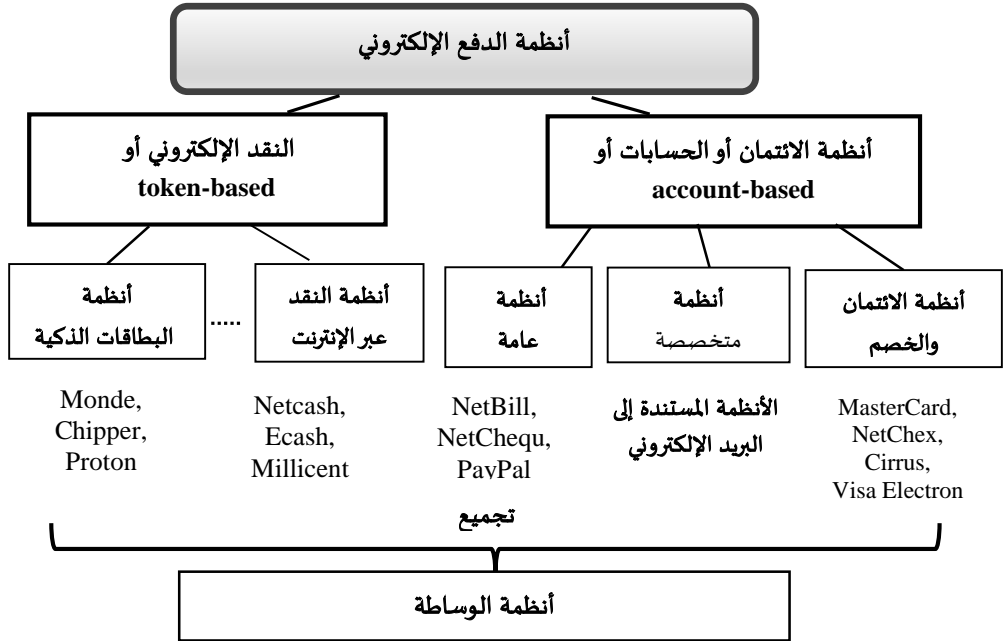 أنظمة الدفع الإلكتروني
أنظمة الائتمان أو الحسابات أو
account-based
النقد الإلكتروني أو
token-based
أنظمة الائتمان
والخصم
أنظمة
متخصصة
أنظمة
عامة
أنظمة النقد
عبر الإنترنت
.....
أنظمة
البطاقات الذكية
MasterCard,
NetChex,
Cirrus,
Visa Electron
الأنظمة المستندة إلى
البريد الإلكتروني
NetBill,
NetChequ,
PayPal
Netcash,
Ecash,
Millicent
Monde,
Chipper,
Proton
تجميع
أنظمة الوساطة